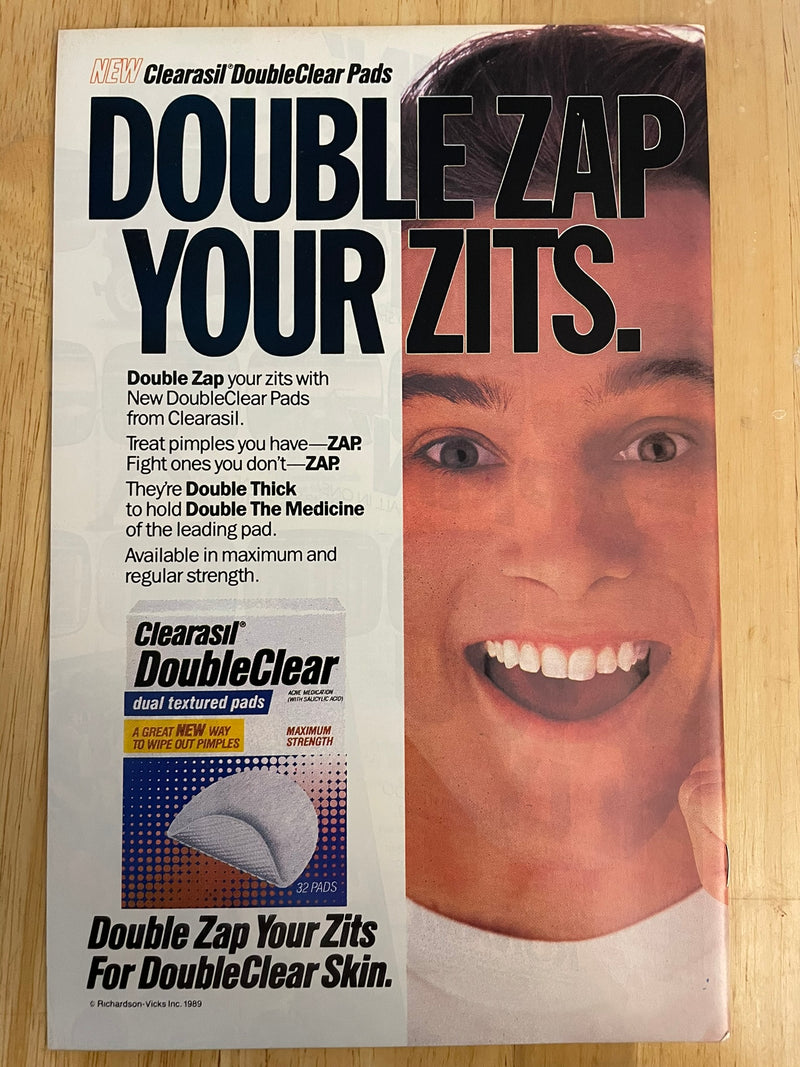 NEW Clearasil® DoubleClear Pads
DOUBLE ZAP
YOUR ZITS.
Double Zap your zits with
New DoubleClear Pads
from Clearasil.
Treat pimples you have—ZAP.
Fight ones you don't—ZAP.
They're Double Thick
to hold Double The Medicine
of the leading pad.
Available in maximum and
regular strength.
Clearasil®
DoubleClear
dual textured pads
ACNE MEDICATION
(WITH SALICYLIC ACID)
A GREAT NEW WAY
TO WIPE OUT PIMPLES
MAXIMUM
STRENGTH
32 PADS
Double Zap Your Zits
For DoubleClear Skin.
© Richardson-Vicks Inc. 1989